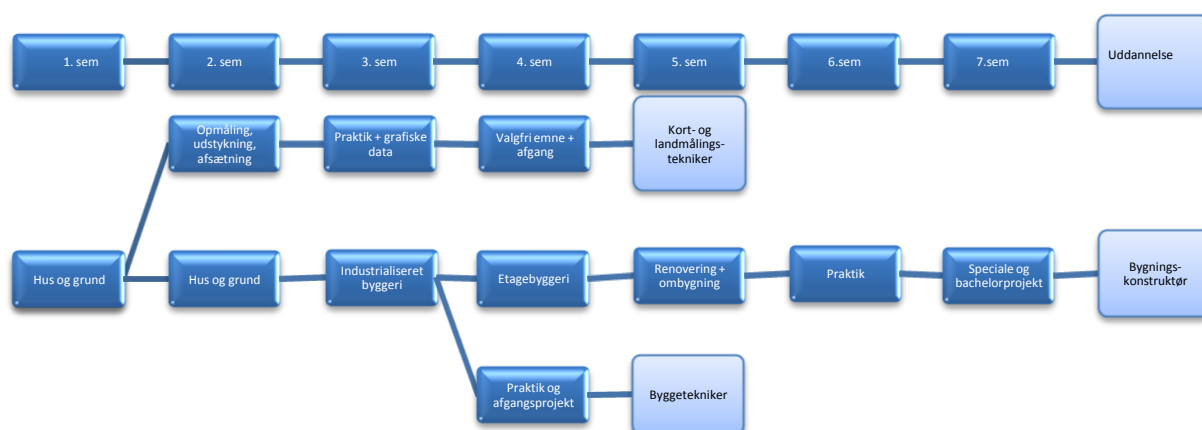 1. sem
2. sem
3. sem
4. sem
5. sem
6.sem
7.sem
Uddannelse
Opmåling,
udstykning,
afsætning
Praktik + grafiske
data
Valgfri emne +
afgang
Kort- og
landmålings-
tekniker
Hus og grund
Hus og grund
Industrialiseret
byggeri
Etagebyggeri
Renovering +
ombygning
Praktik
Speciale og
bachelorprojekt
Bygnings-
konstruktør
Praktik og
afgangsprojekt
Byggetekniker